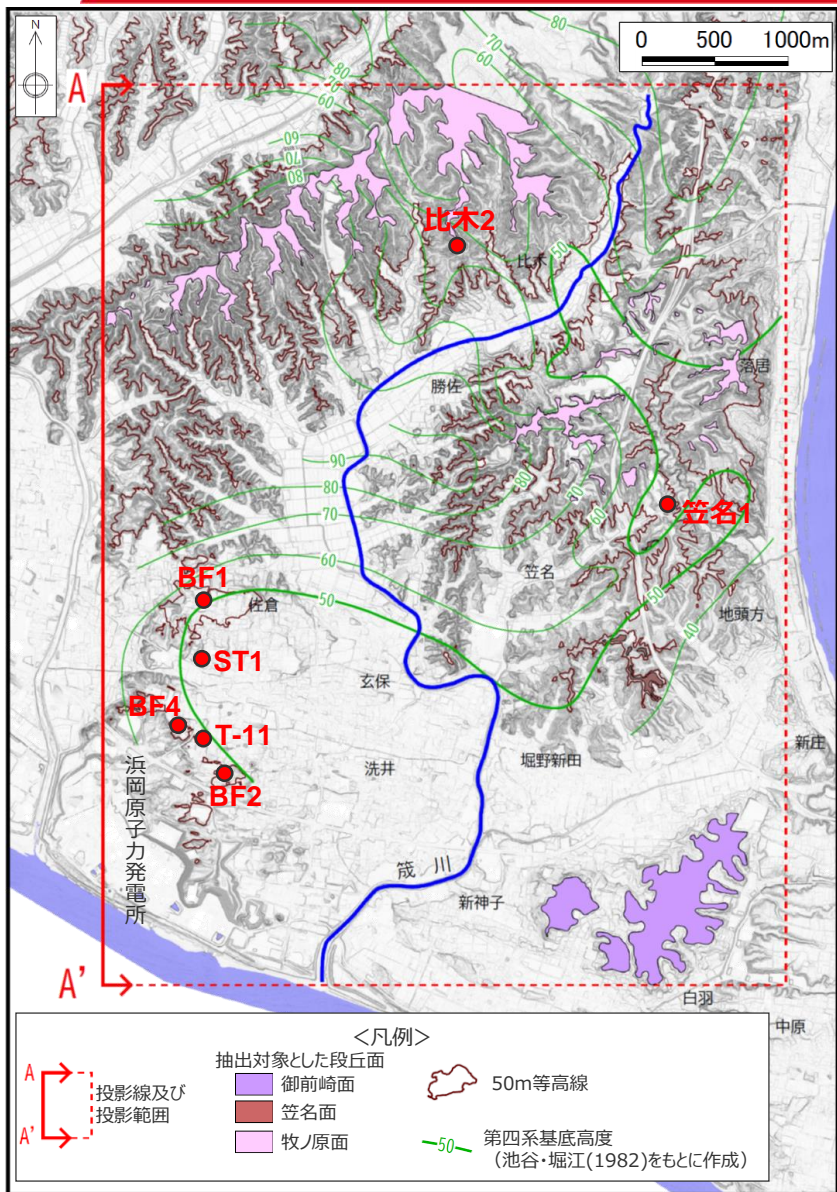 N
0 500 1000m
A
80
70
60
80
70
60
60
70
80
比木2
比木
50
落居
勝佐
90
80
70
60
80
70
60
笠名1
笠名
50
40
地頭方
BF1
佐倉
50
ST1
玄保
BF4
T-11
堀野新田
新庄
洗井
BF2
浜岡原子力発電所
筬川
新神子
A'
白羽
中原
<凡例>
抽出対象とした段丘面
A
A'
投影線及び
投影範囲
御前崎面
笠名面
牧ノ原面
50m等高線
50
第四系基底高度
(池谷・堀江(1982)をもとに作成)